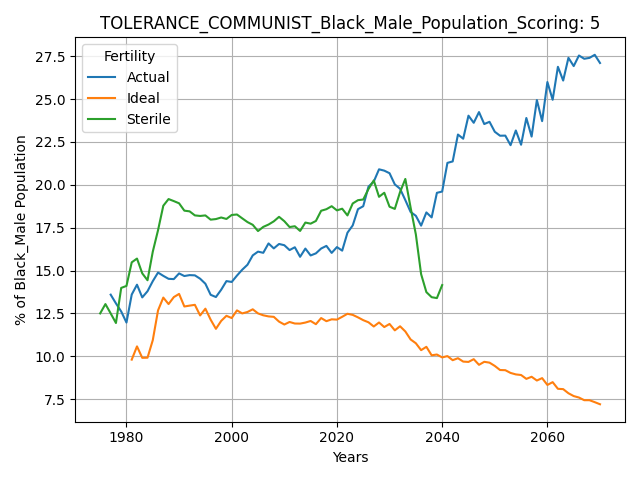 TOLERANCE_COMMUNIST_Black_Male_Population_Scoring: 5
Fertility
Actual
Ideal
Sterile
% of Black_Male Population
27.5
25.0
22.5
20.0
17.5
15.0
12.5
10.0
7.5
1980
2000
2020
2040
2060
Years